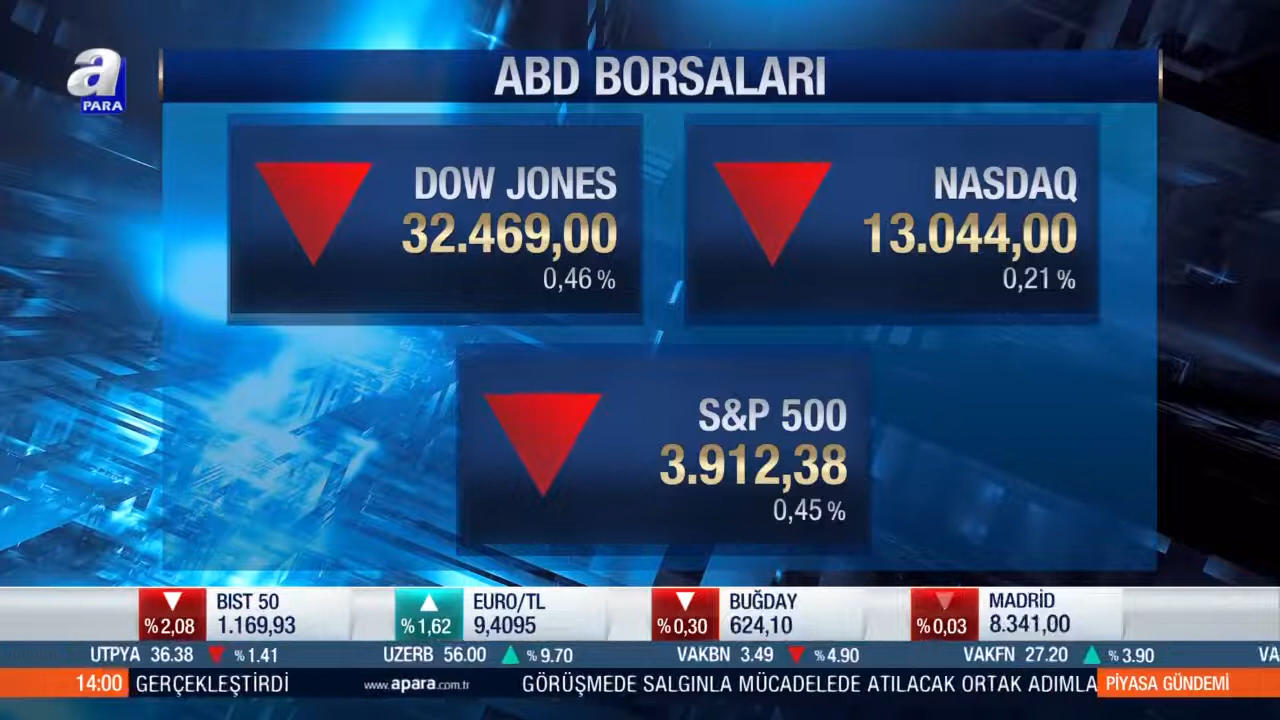 a
PARA
ABD BORSALARI
DOW JONES
32.469,00
0,46 %
NASDAQ
13.044,00
0,21 %
S&P 500
3.912,38
0,45 %
%2,08
BIST 50
1.169,93
%1,62
EURO/TL
9,4095
%0,30
BUĞDAY
624,10
%0,03
MADRİD
8.341,00
UTPYA 36.38 %1.41 UZERB 56.00 %9.70 VAKBN 3.49 %4.90 VAKFN 27.20 %3.90 VA
14:00 GERÇEKLEŞTİRDİ www.apara.com.tr GÖRÜŞMEDE SALGINLA MÜCADELEDE ATILACAK ORTAK ADIMLA PİYASA GÜNDEMİ